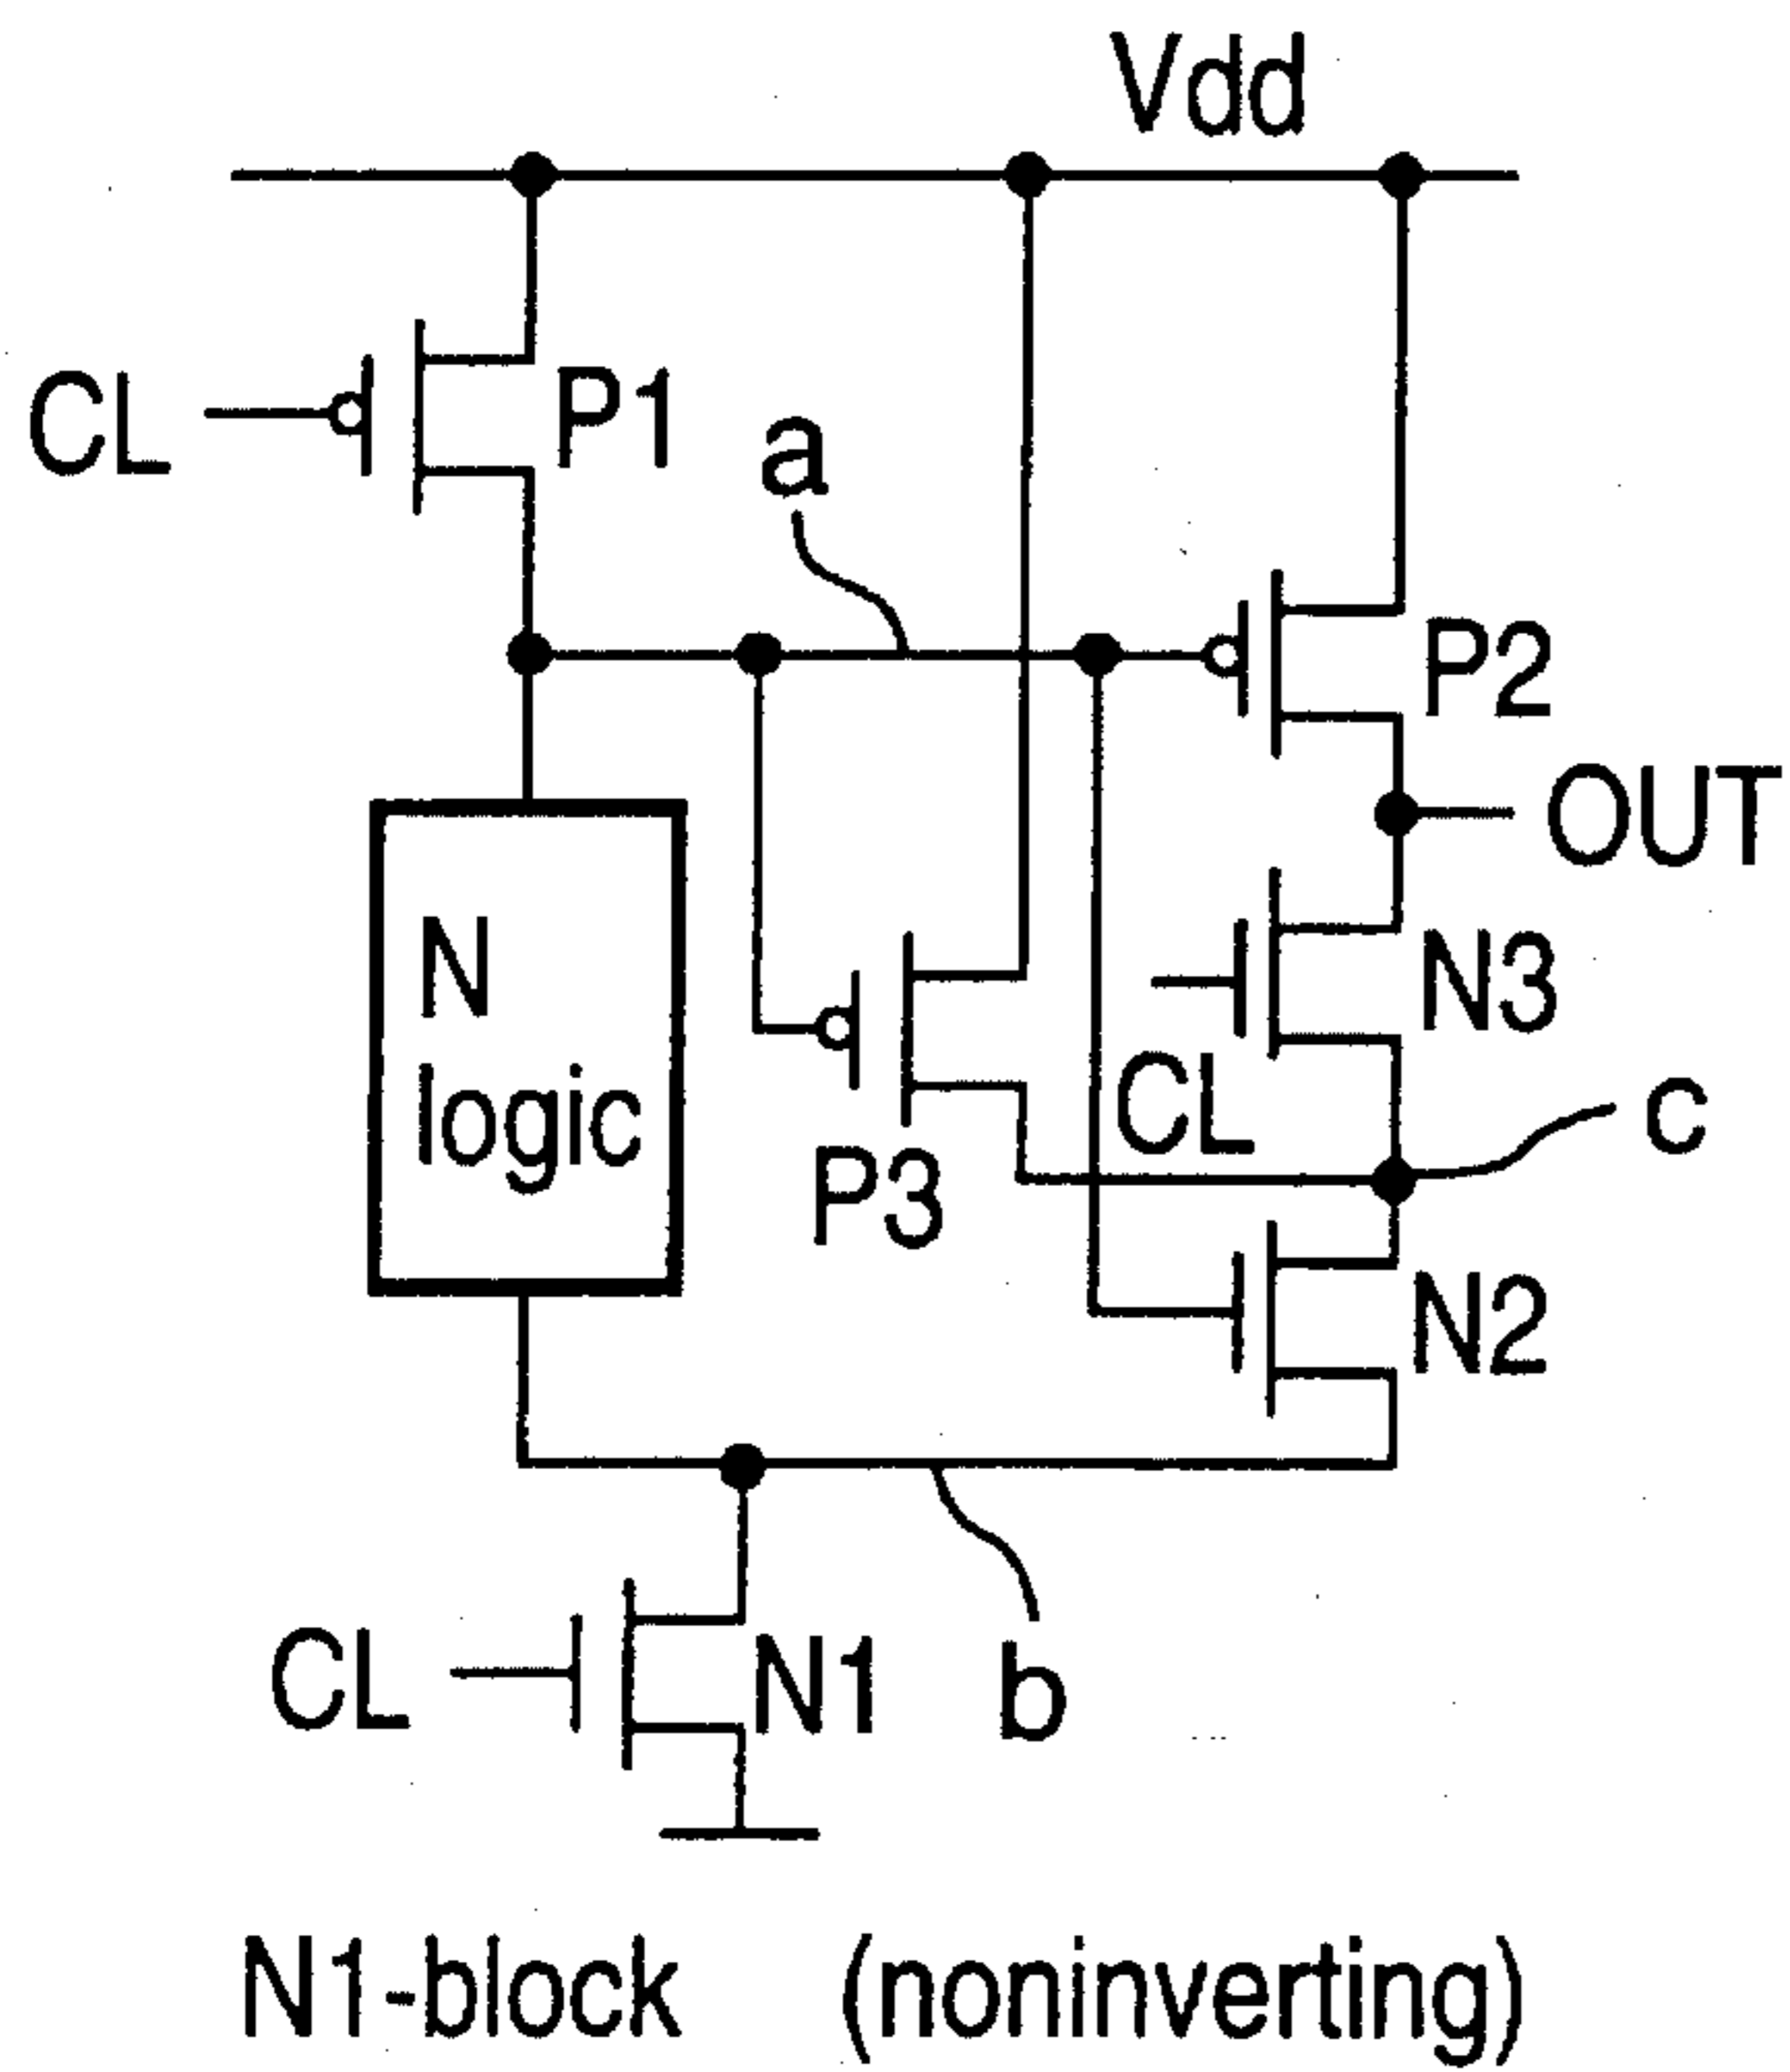 Vdd
CL
P1
a
P2
OUT
N
logic
N3
CL
c
P3
N2
CL
N1
b
N1-block (noninverting)